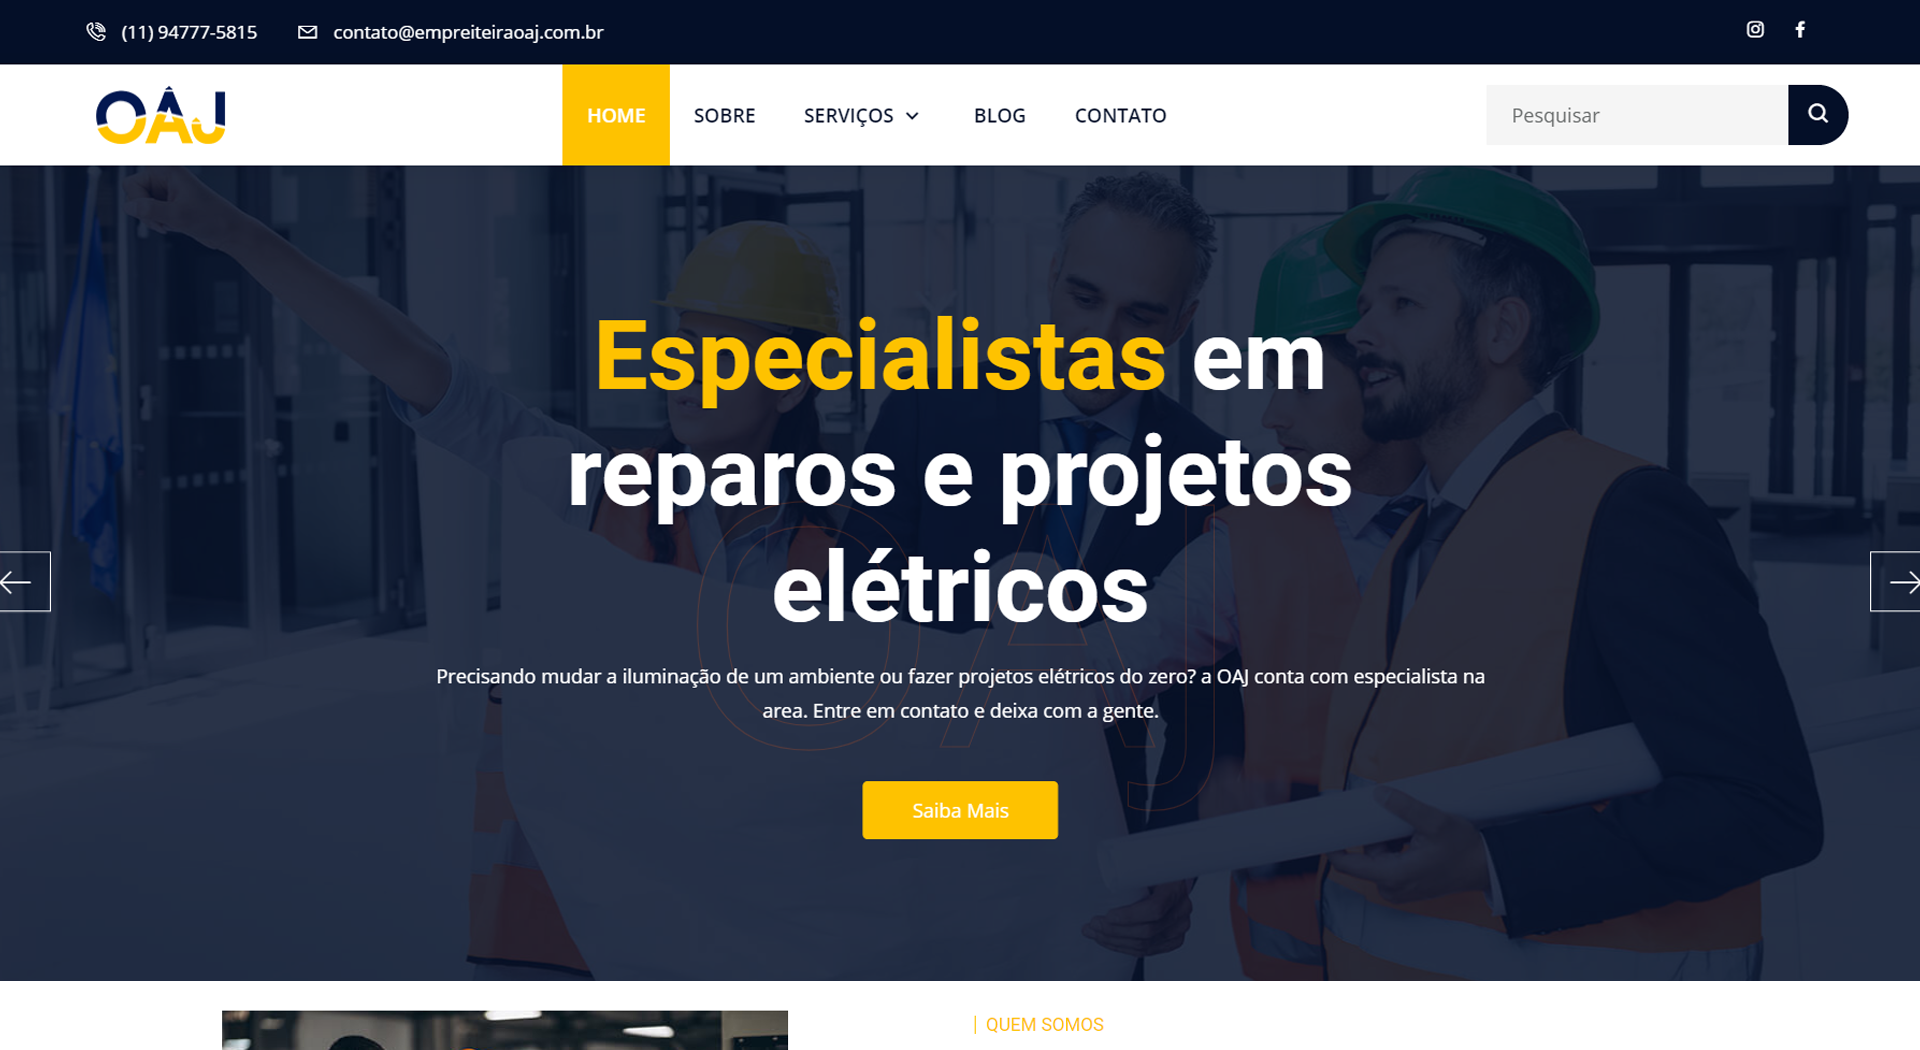 (11) 94777-5815 contato@empreiteiraoaj.com.br
OAJ
HOME SOBRE SERVIÇOS BLOG CONTATO
Pesquisar
Especialistas em
reparos e projetos
elétricos
OAJ
Precisando mudar a iluminação de um ambiente ou fazer projetos elétricos do zero? a OAJ conta com especialista na
area. Entre em contato e deixa com a gente.
Saiba Mais
QUEM SOMOS